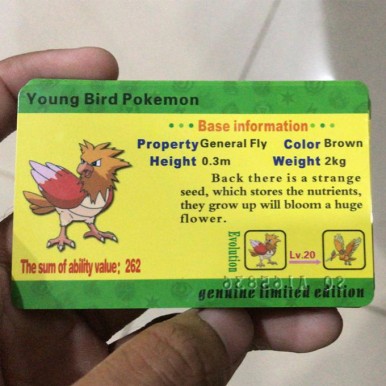 Young Bird Pokemon
Base information
Property General Fly Color Brown
Height 0.3m Weight 2kg
Back there is a strange
seed, which stores the nutrients,
they grow up will bloom a huge
flower.
Evolution
Lv.20
The sum of ability value; 262
genuine limited edition